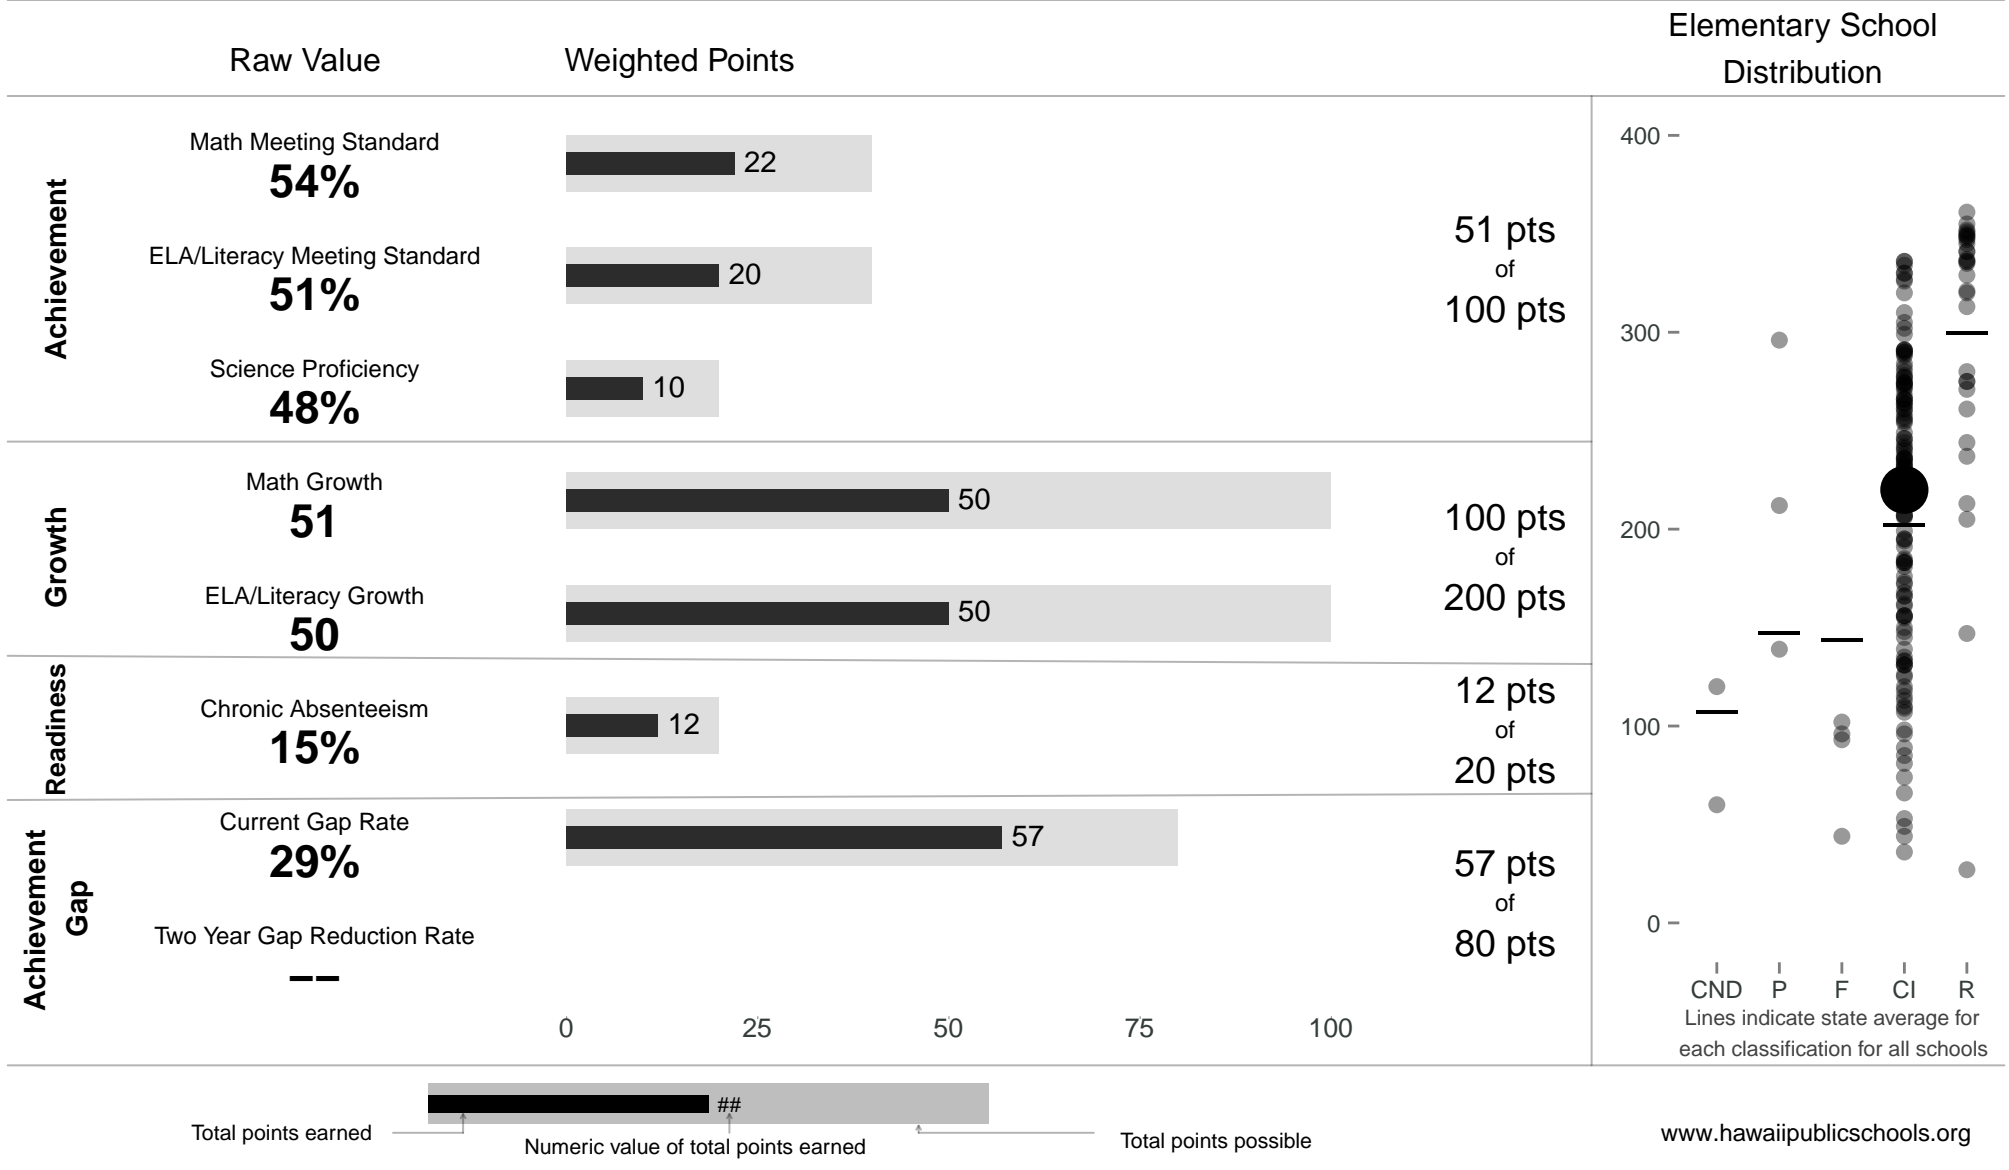 Raw Value
Weighted Points
Elementary School
Distribution
Achievement
Math Meeting Standard
54%
22
ELA/Literacy Meeting Standard
51%
20
Science Proficiency
48%
10
51 pts
of
100 pts
Growth
Math Growth
51
50
ELA/Literacy Growth
50
50
100 pts
of
200 pts
Readiness
Chronic Absenteeism
15%
12
12 pts
of
20 pts
Achievement
Gap
Current Gap Rate
29%
57
Two Year Gap Reduction Rate
--
57 pts
of
80 pts
0 25 50 75 100
400
300
200
100
0
CND P F CI R
Lines indicate state average for
each classification for all schools
##
Total points earned
Numeric value of total points earned
Total points possible
www.hawaiipublicschools.org